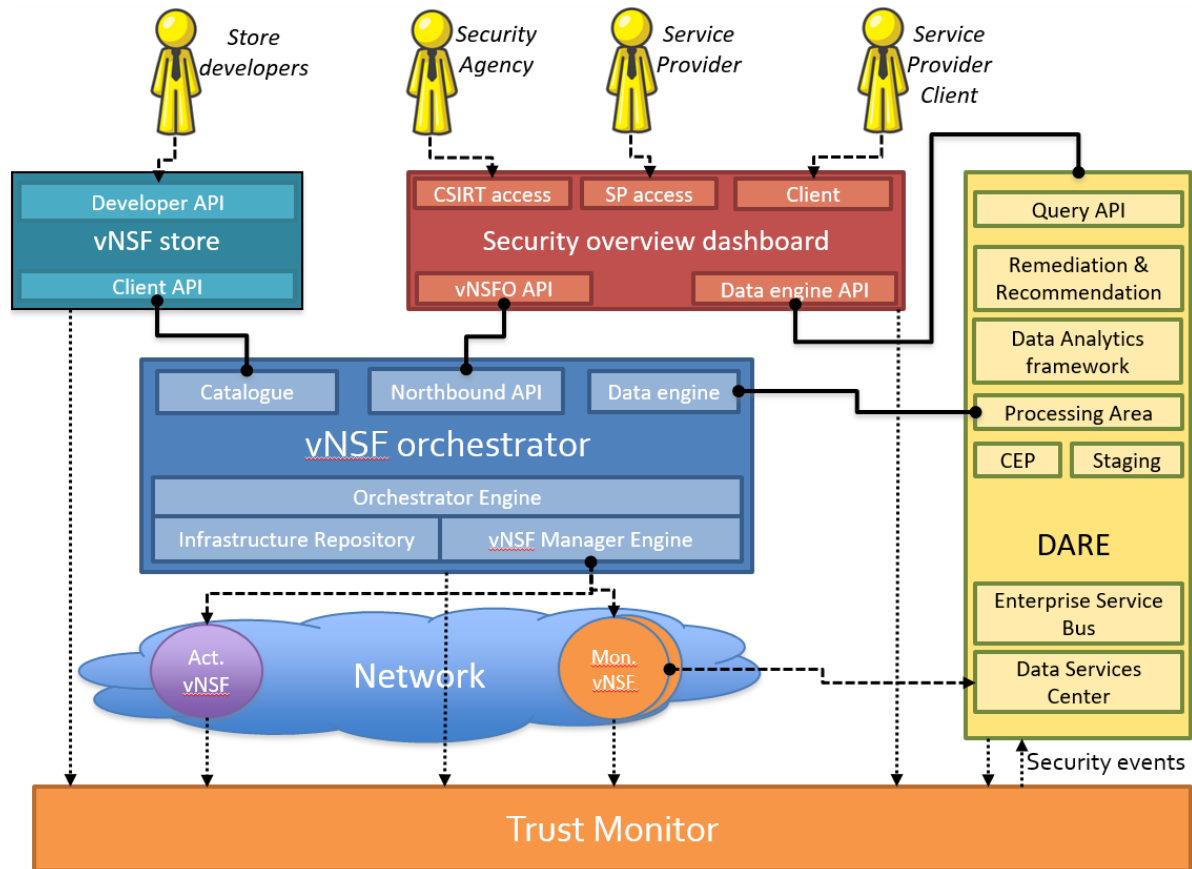 Store
developers
Security
Agency
Service
Provider
Service
Provider
Client
Developer API
vNSF store
Client API
CSIRT access
SP access
Client
Security overview dashboard
vNSFO API
Data engine API
Query API
Remediation &
Recommendation
Data Analytics
framework
Processing Area
CEP
Staging
DARE
Enterprise Service
Bus
Data Services
Center
Catalogue
Northbound API
Data engine
vNSF orchestrator
Orchestrator Engine
Infrastructure Repository
vNSF Manager Engine
Act.
vNSF
Network
Mon.
vNSF
Security events
Trust Monitor